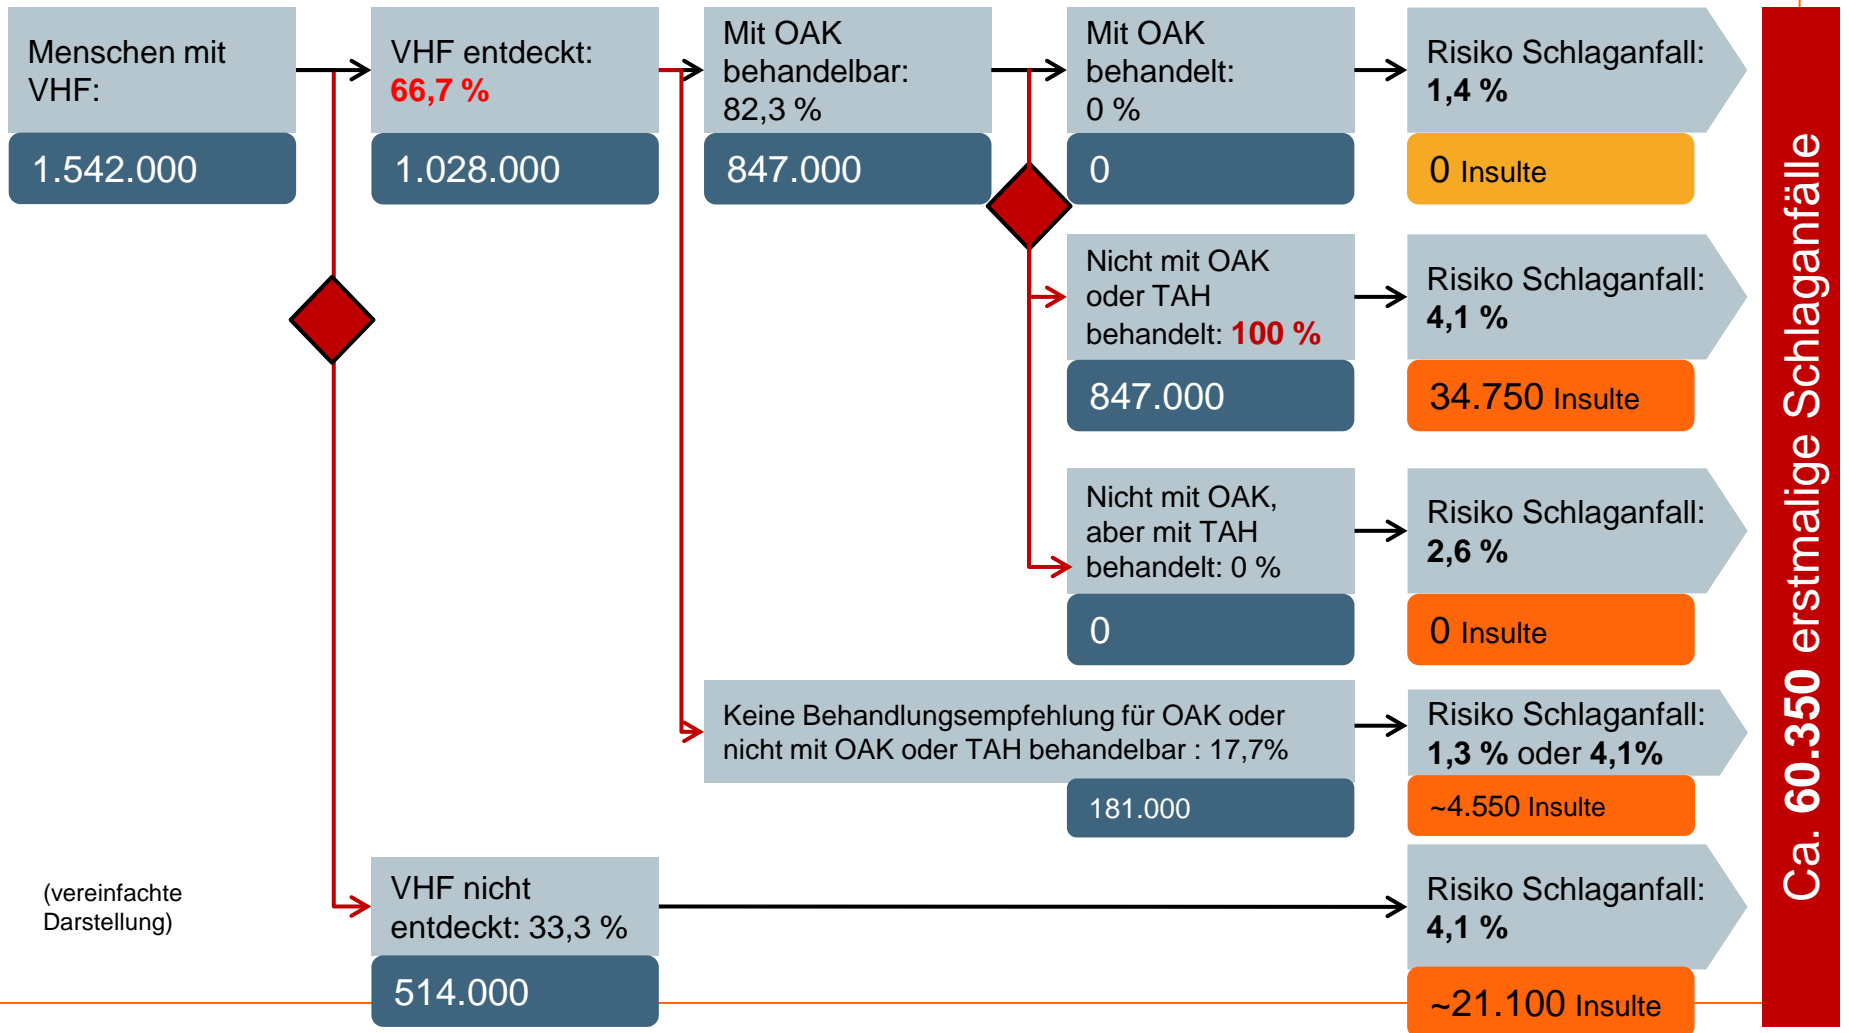 Menschen mit
VHF:
1.542.000
VHF entdeckt:
66,7 %
1.028.000
Mit OAK
behandelbar:
82,3 %
847.000
Mit OAK
behandelt:
0 %
0
Risiko Schlaganfall:
1,4 %
0 Insulte
Nicht mit OAK
oder TAH
behandelt: 100 %
847.000
Risiko Schlaganfall:
4,1 %
34.750 Insulte
Nicht mit OAK,
aber mit TAH
behandelt: 0 %
0
Risiko Schlaganfall:
2,6 %
0 Insulte
Keine Behandlungsempfehlung für OAK oder
nicht mit OAK oder TAH behandelbar : 17,7%
181.000
Risiko Schlaganfall:
1,3 % oder 4,1%
~4.550 Insulte
(vereinfachte
Darstellung)
VHF nicht
entdeckt: 33,3 %
514.000
Risiko Schlaganfall:
4,1 %
~21.100 Insulte
Ca. 60.350 erstmalige Schlaganfälle